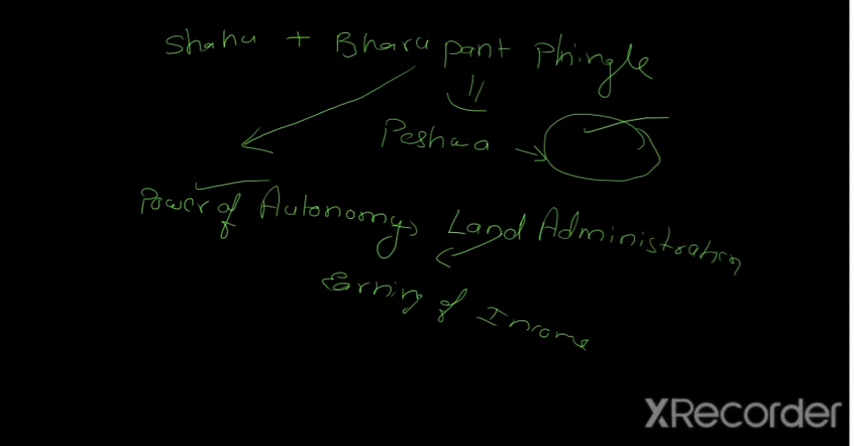 Shahu + Bharu pant Phingle
Peshwa →
Power of Autonomy, Land Administration
Earning of Income
XRecorder